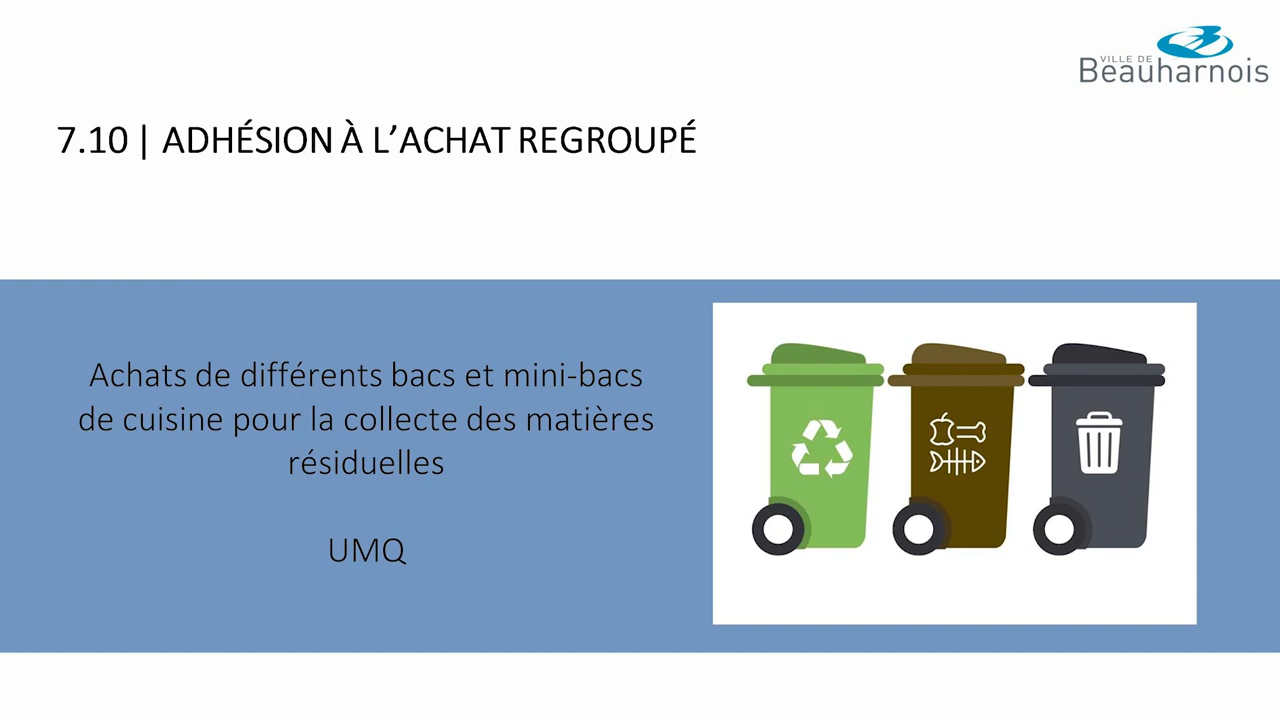 VILLE DE
Beauharnois
7.10 | ADHÉSION À L’ACHAT REGROUPÉ
Achats de différents bacs et mini-bacs
de cuisine pour la collecte des matières
résiduelles
UMQ